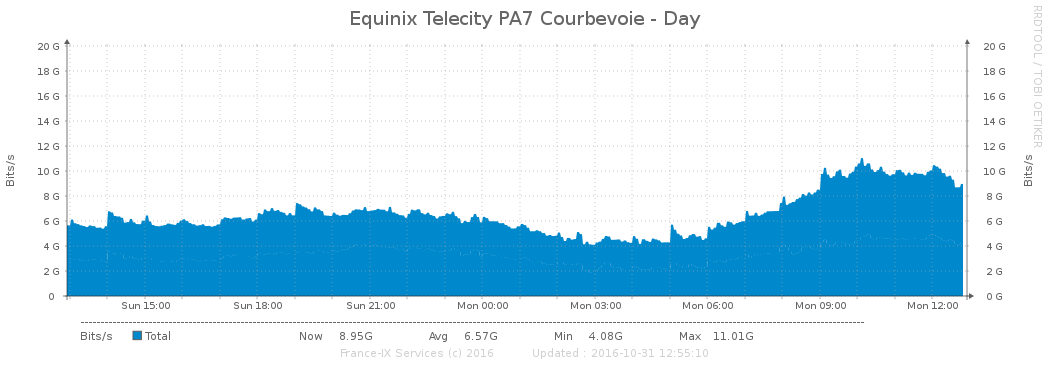 Equinix Telecity PA7 Courbevoie - Day
RRDTOOL / TOBI OETIKER
20 G 20 G
18 G 18 G
16 G 16 G
14 G 14 G
12 G 12 G
10 G 10 G
8 G 8 G
6 G 6 G
4 G 4 G
2 G 2 G
0 0 G
Bits/s Bits/s
Sun 15:00 Sun 18:00 Sun 21:00 Mon 00:00 Mon 03:00 Mon 06:00 Mon 09:00 Mon 12:00
Bits/s Total Now 8.95G Avg 6.57G Min 4.08G Max 11.01G
France-IX Services (c) 2016 Updated : 2016-10-31 12:55:10